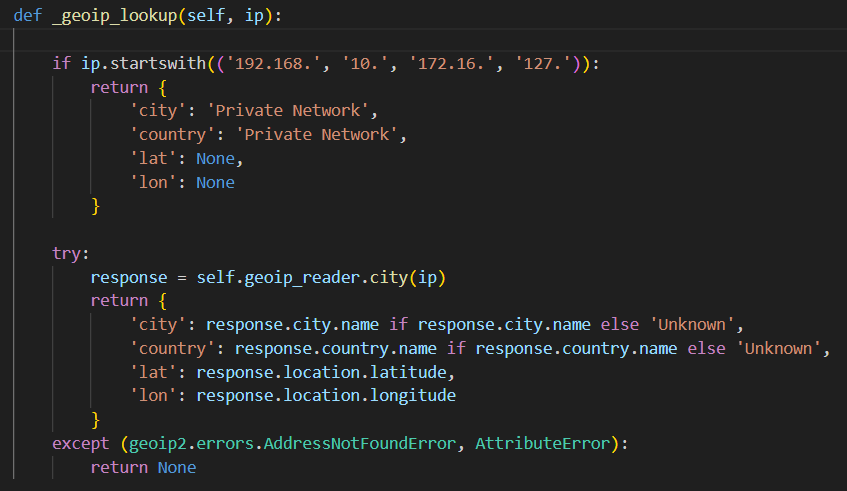 def _geoip_lookup(self, ip):
if ip.startswith(('192.168.', '10.', '172.16.', '127.')):
return {
'city': 'Private Network',
'country': 'Private Network',
'lat': None,
'lon': None
}
try:
response = self.geoip_reader.city(ip)
return {
'city': response.city.name if response.city.name else 'Unknown',
'country': response.country.name if response.country.name else 'Unknown',
'lat': response.location.latitude,
'lon': response.location.longitude
}
except (geoip2.errors.AddressNotFoundError, AttributeError):
return None